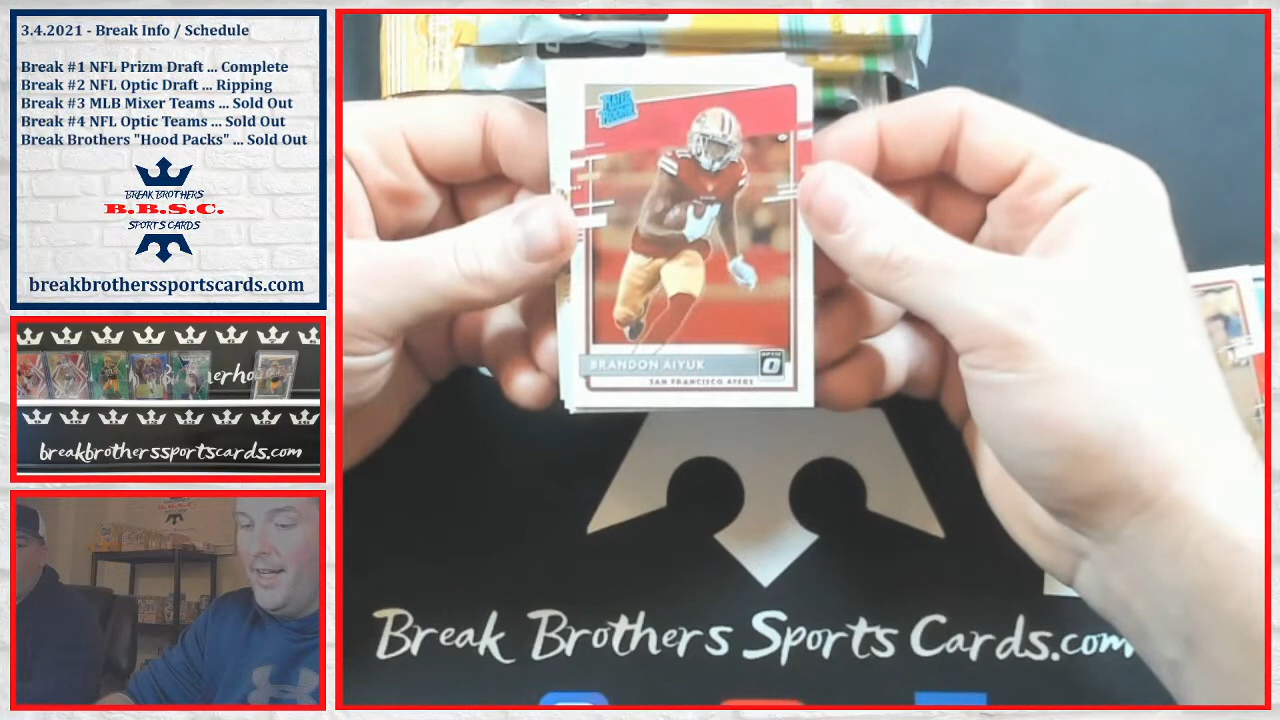 3.4.2021 - Break Info / Schedule
Break #1 NFL Prizm Draft ... Complete
Break #2 NFL Optic Draft ... Ripping
Break #3 MLB Mixer Teams ... Sold Out
Break #4 NFL Optic Teams ... Sold Out
Break Brothers "Hood Packs" ... Sold Out
BREAK BROTHERS
B.B.S.C.
SPORTS CARDS
breakbrotherssportscards.com
erho
breakbrotherssportscards.com
RATED ROOKIE
BRANDON AIYUK
OPTIC
SAN FRANCISCO 49ERS
Break Brothers Sports Cards.com